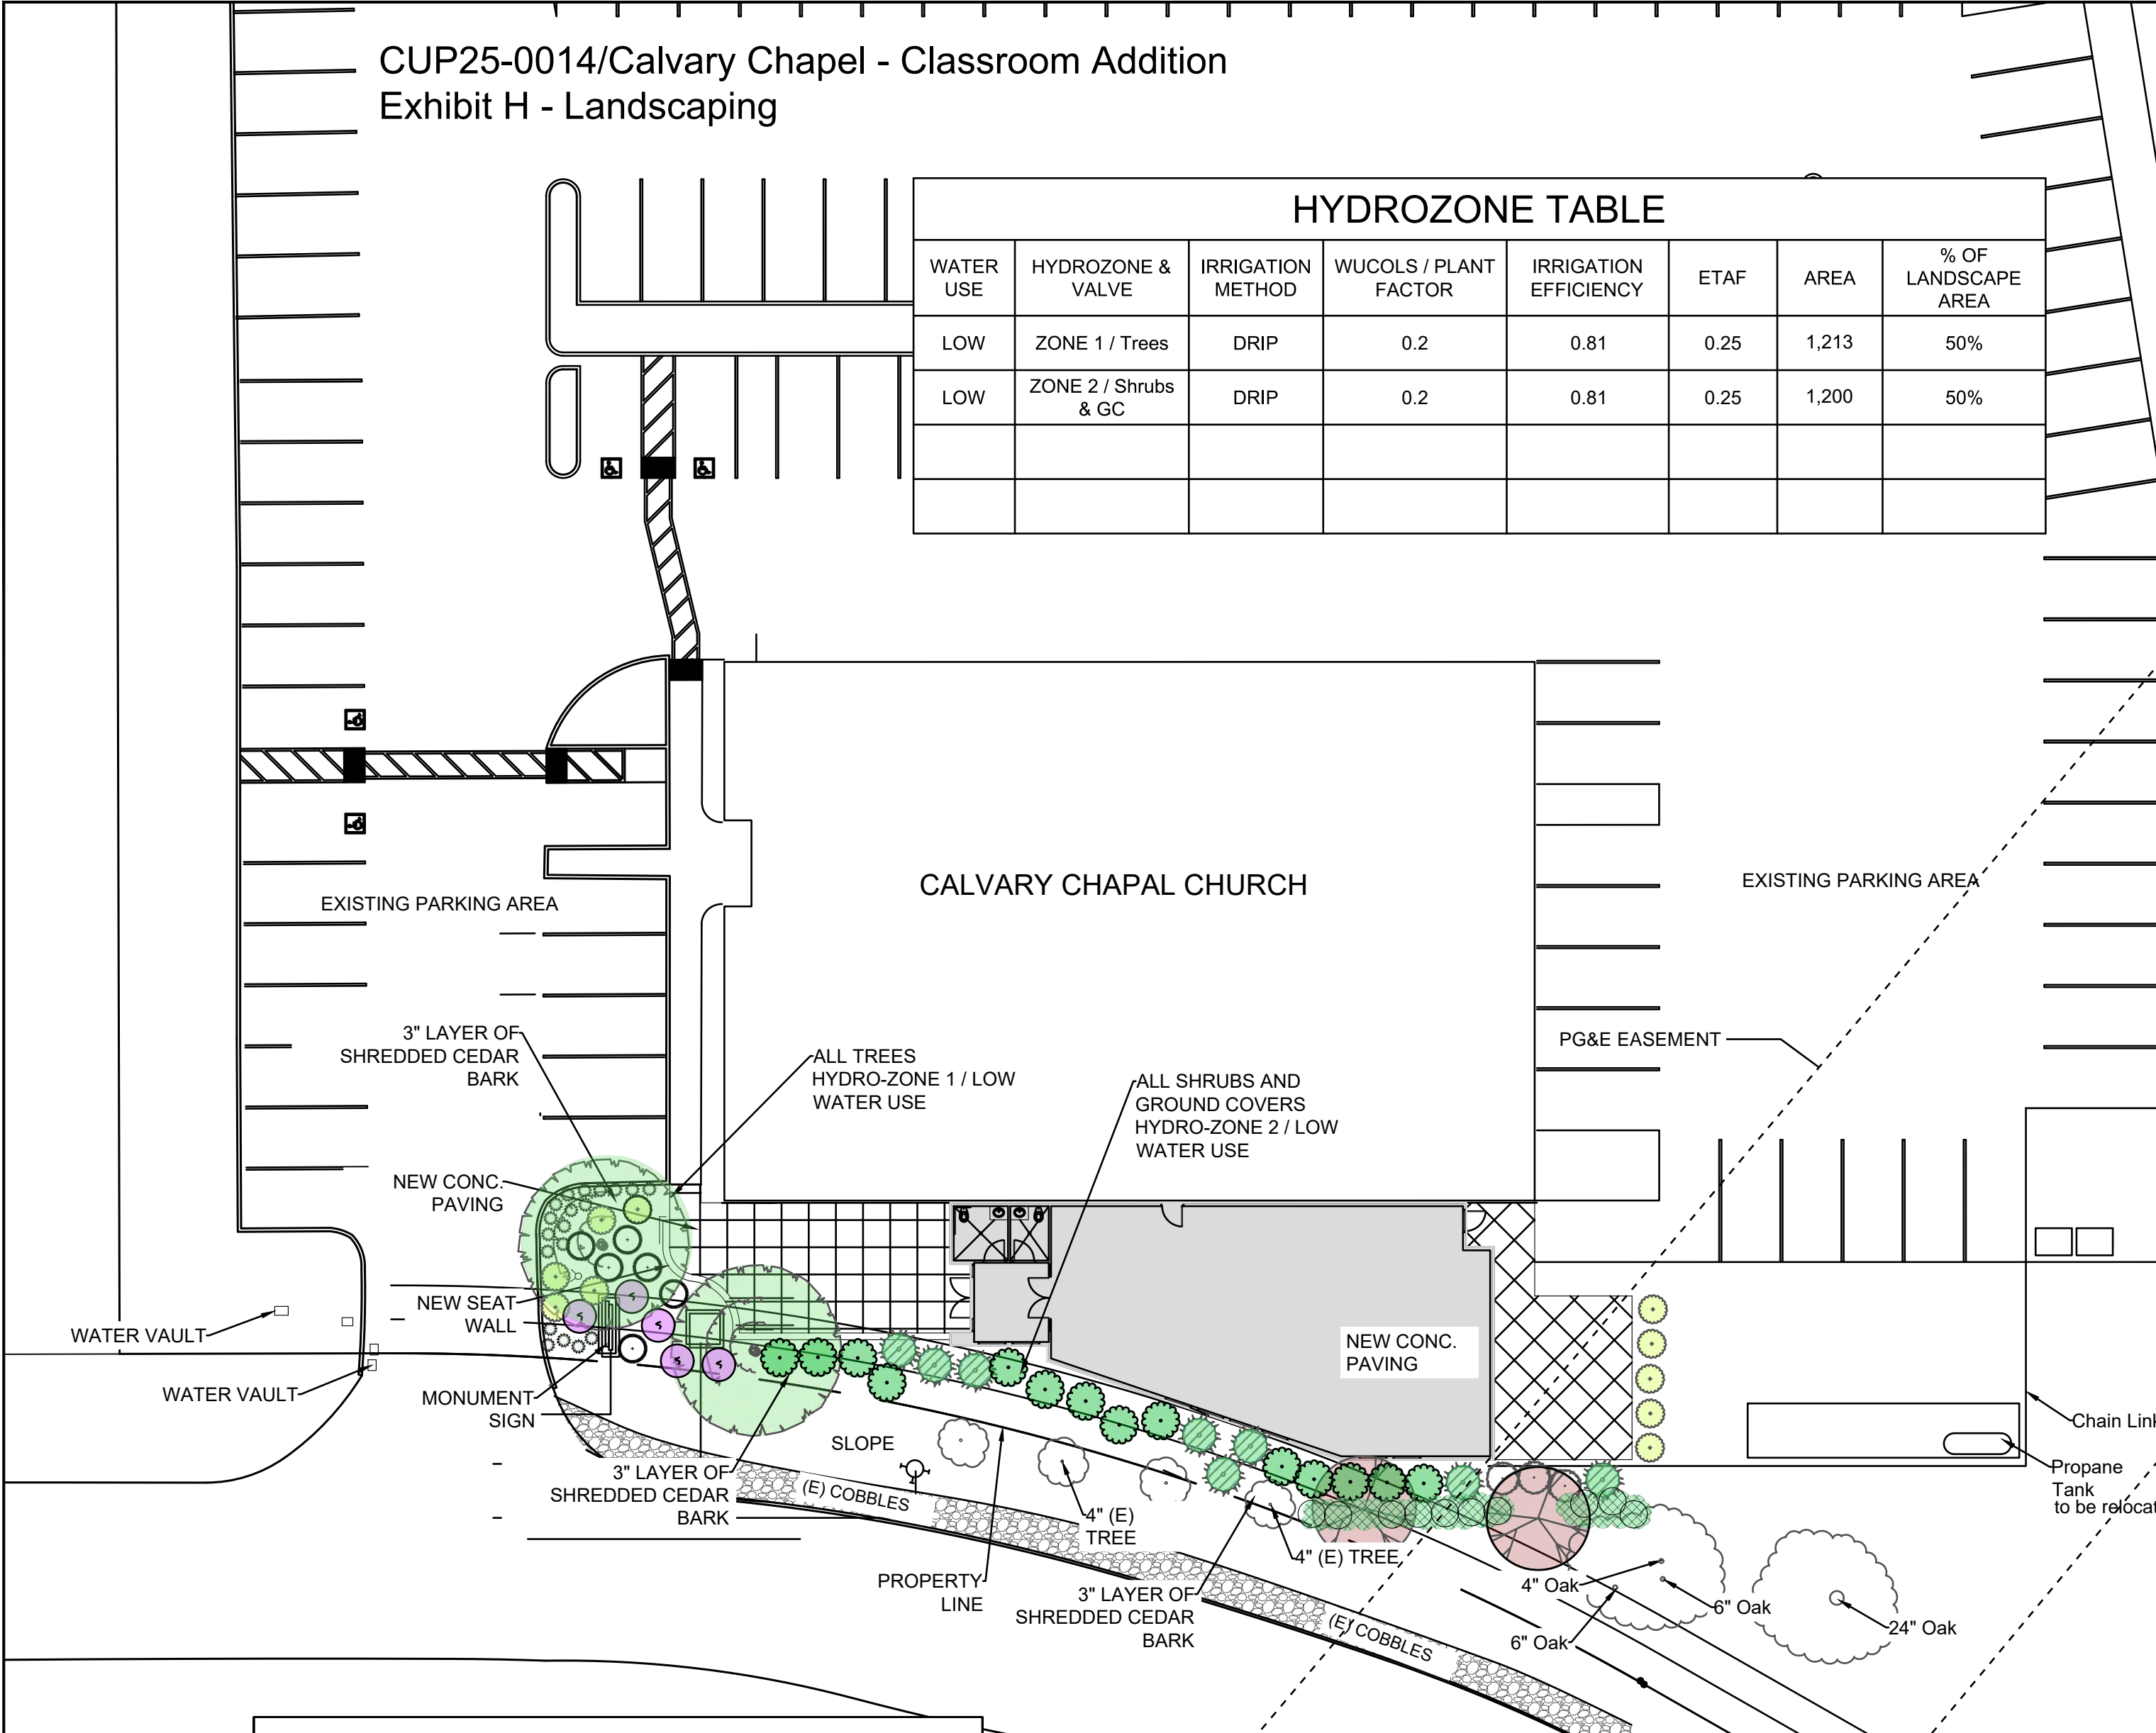 CUP25-0014/Calvary Chapel - Classroom Addition
Exhibit H - Landscaping
HYDROZONE TABLE
WATER USE HYDROZONE & VALVE IRRIGATION METHOD WUCOLS / PLANT FACTOR IRRIGATION EFFICIENCY ETAF AREA % OF LANDSCAPE AREA
LOW ZONE 1 / Trees DRIP 0.2 0.81 0.25 1,213 50%
LOW ZONE 2 / Shrubs & GC DRIP 0.2 0.81 0.25 1,200 50%
CALVARY CHAPAL CHURCH
EXISTING PARKING AREA
EXISTING PARKING AREA
3" LAYER OF
SHREDDED CEDAR
BARK
ALL TREES
HYDRO-ZONE 1 / LOW
WATER USE
ALL SHRUBS AND
GROUND COVERS
HYDRO-ZONE 2 / LOW
WATER USE
PG&E EASEMENT
NEW CONC.
PAVING
NEW SEAT
WALL
WATER VAULT
WATER VAULT
MONUMENT
SIGN
NEW CONC.
PAVING
SLOPE
3" LAYER OF
SHREDDED CEDAR
BARK
(E) COBBLES
4" (E)
TREE
4" (E) TREE
PROPERTY
LINE
3" LAYER OF
SHREDDED CEDAR
BARK
(E) COBBLES
4" Oak
6" Oak
6" Oak
24" Oak
Chain Link
Propane
Tank
to be relocat